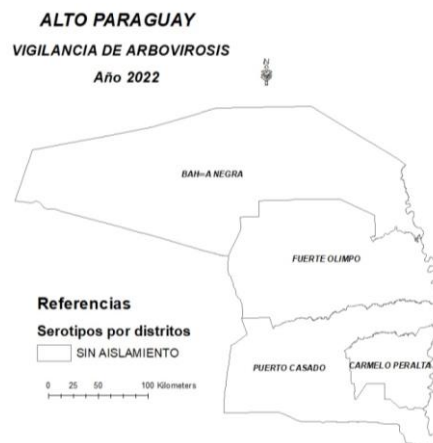 ALTO PARAGUAY
VIGILANCIA DE ARBOVIROSIS
Año 2022
N
BAH=A NEGRA
FUERTE OLIMPO
Referencias
Serotipos por distritos
SIN AISLAMIENTO
PUERTO CASADO
CARMELO PERALTA
0 25 50 100 Kilometers